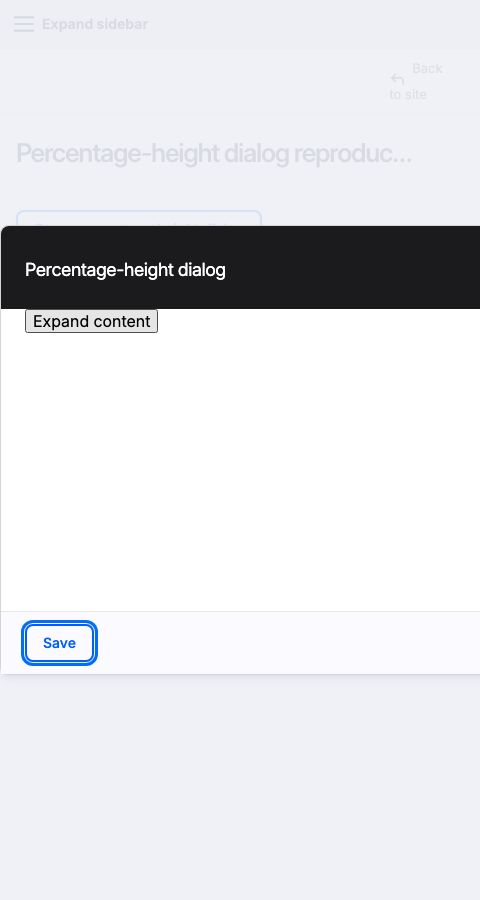 Expand sidebar
Back
to site
Percentage-height dialog reproduc...
Percentage-height dialog
Expand content
Save